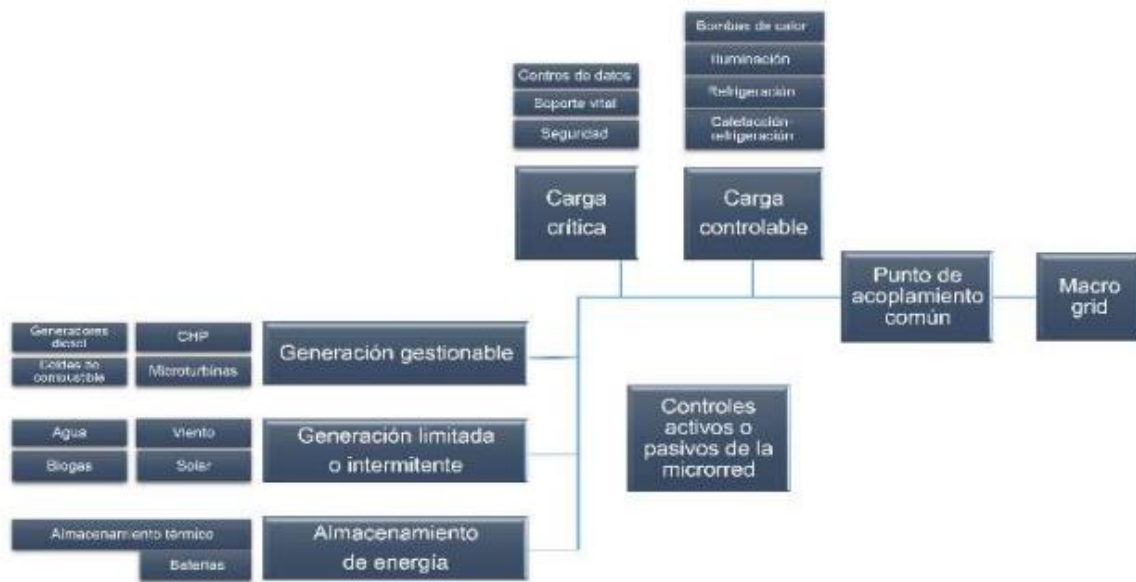 Bombas de calor
Iluminación
Refrigeración
Calefacción-
refrigeración
Centros de datos
Soporte vital
Seguridad
Carga
crítica
Carga
controlable
Punto de
acoplamiento
común
Macro
grid
Generadores
diesel
CHP
Celdas de
combustible
Microturbinas
Generación gestionable
Controles
activos o
pasivos de la
microrred
Agua
Viento
Biogas
Solar
Generación limitada
o intermitente
Almacenamiento térmico
Baterías
Almacenamiento
de energía